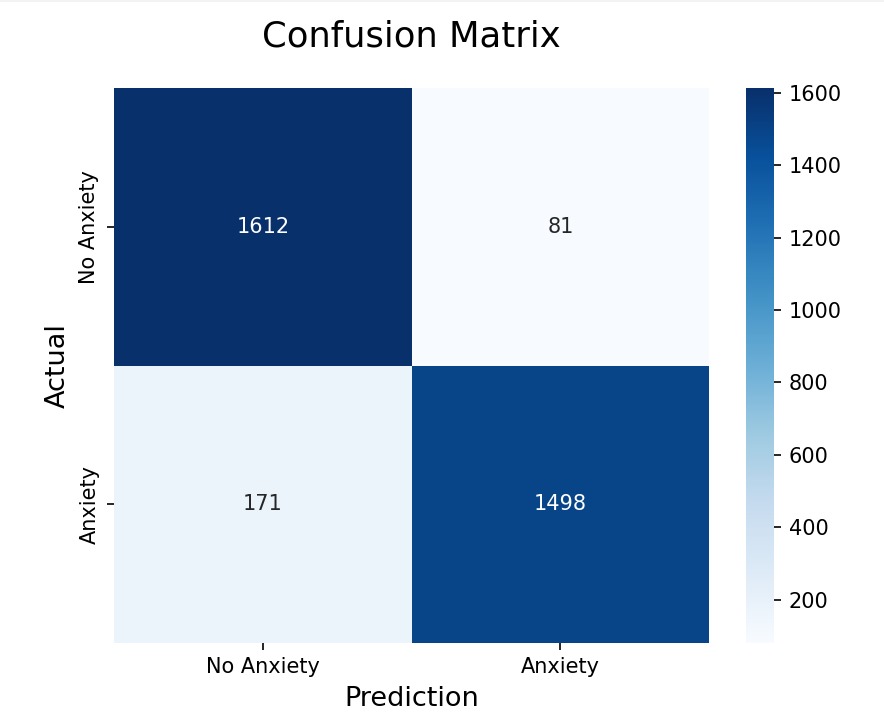 Confusion Matrix
Actual
No Anxiety
Anxiety
1612
81
171
1498
No Anxiety
Anxiety
Prediction
1600
1400
1200
1000
800
600
400
200